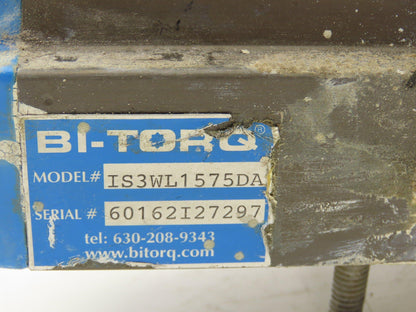 BI-TORQ®
MODEL# IS3WL1575DA
SERIAL # 60162I27297
tel: 630-208-9343
www.bitorq.com